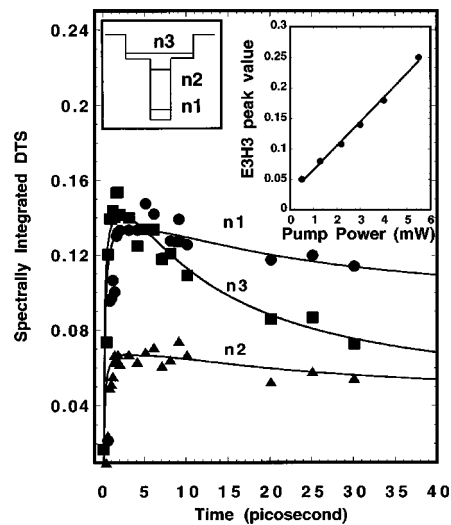 0.24
0.2
0.16
0.12
0.08
0.04
Spectrally Integrated DTS
n3
n2
n1
0.3
0.25
0.2
0.15
0.1
0.05
0
E3H3 peak value
0 1 2 3 4 5 6
Pump Power (mW)
n1
n3
n2
0 5 10 15 20 25 30 35 40
Time (picosecond)